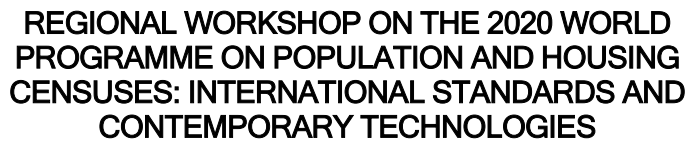 REGIONAL WORKSHOP ON THE 2020 WORLD
PROGRAMME ON POPULATION AND HOUSING
CENSUSES: INTERNATIONAL STANDARDS AND
CONTEMPORARY TECHNOLOGIES